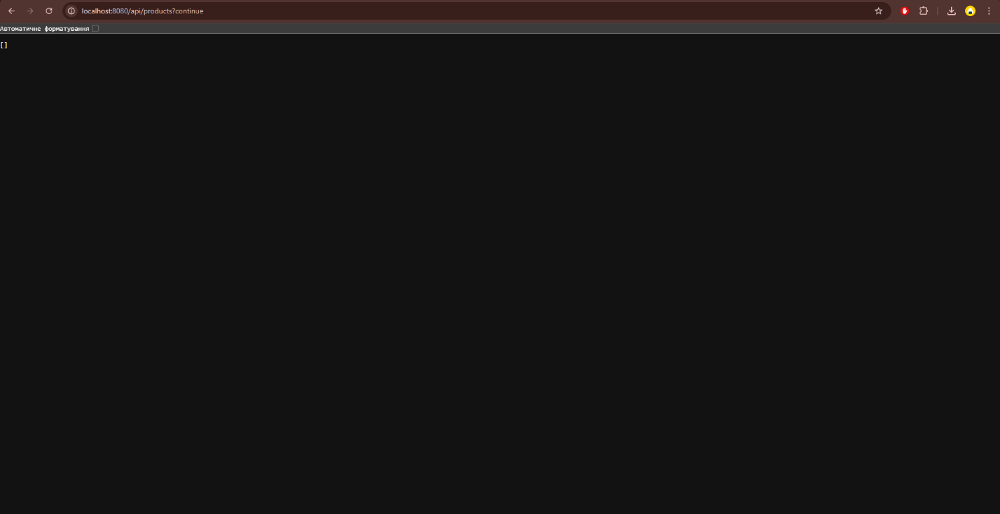 localhost:8080/api/products?continue
Автоматичне форматування
[]